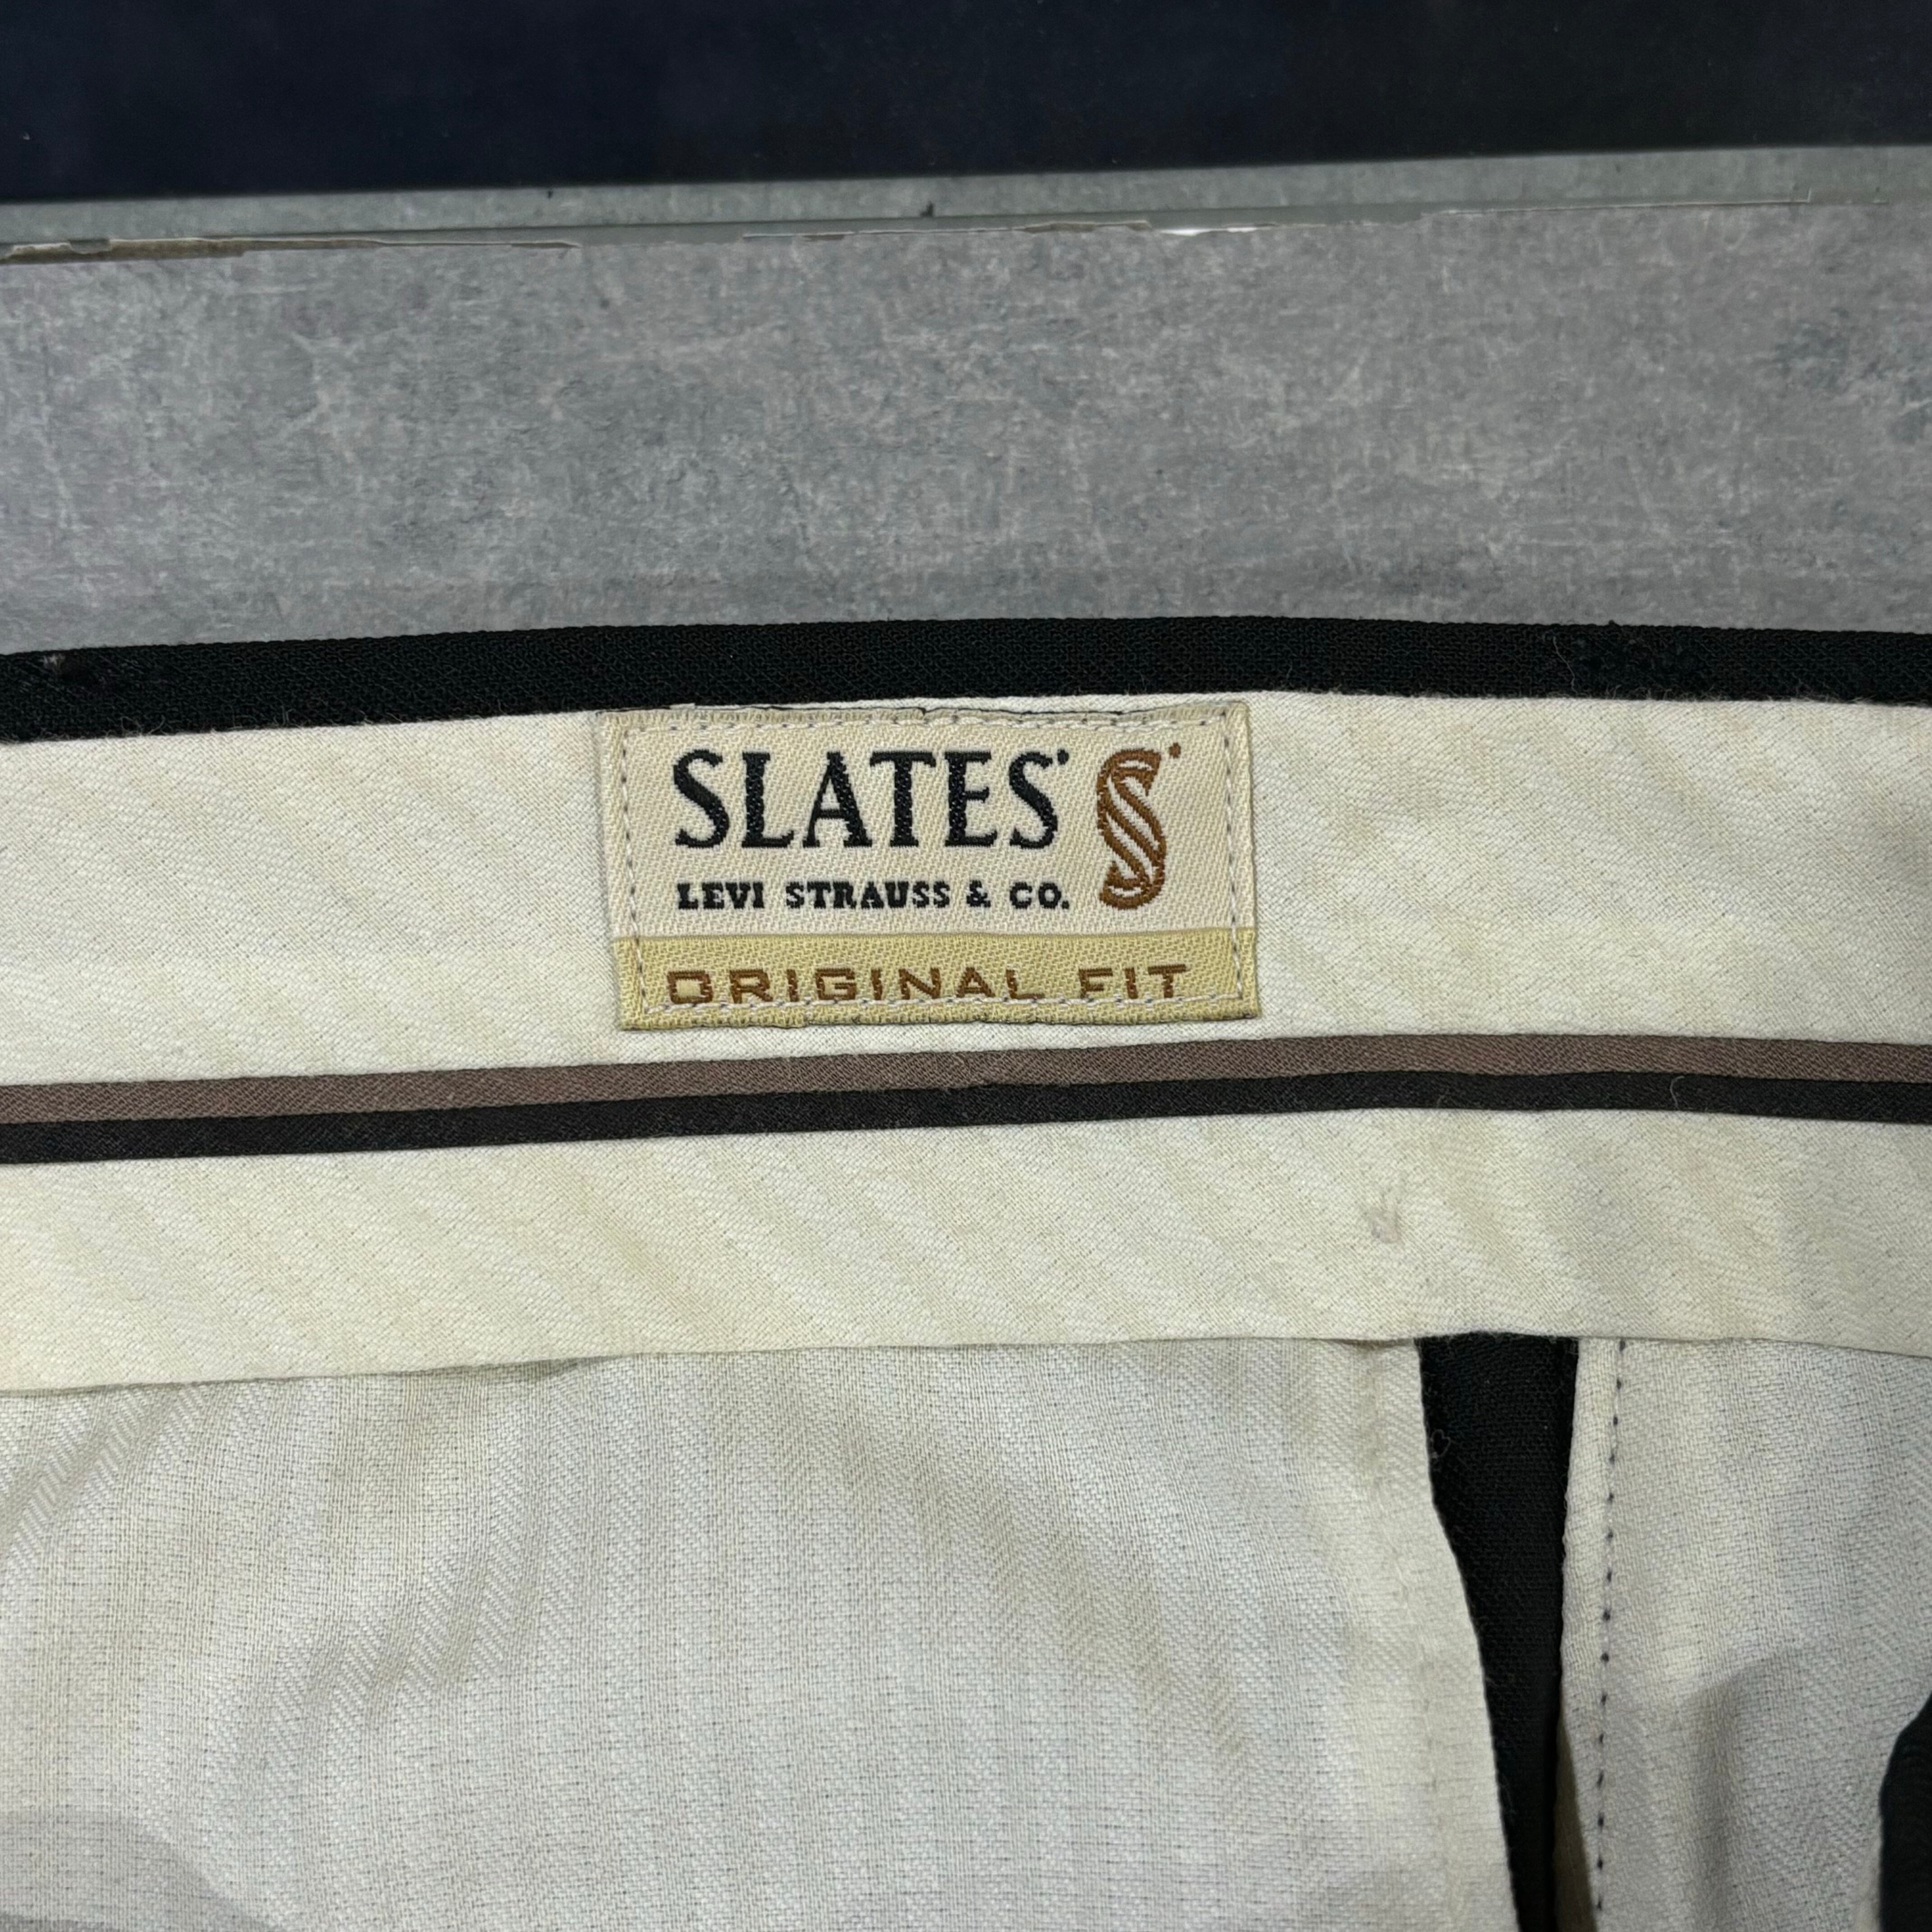 SLATES S
LEVI STRAUSS & CO.
ORIGINAL FIT